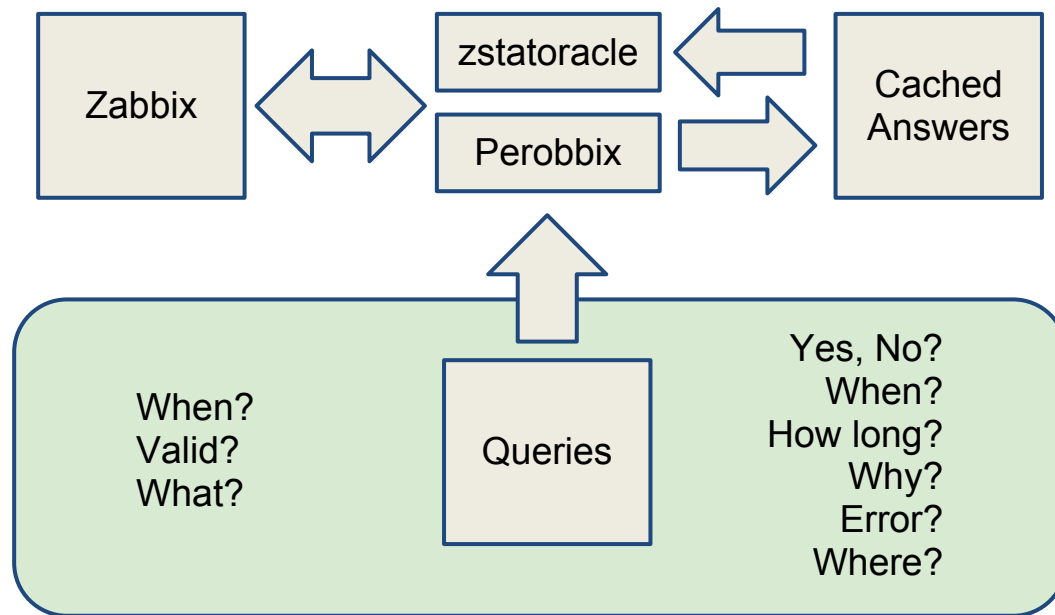 Zabbix
zstatoracle
Perobbix
Cached
Answers
When?
Valid?
What?
Queries
Yes, No?
When?
How long?
Why?
Error?
Where?